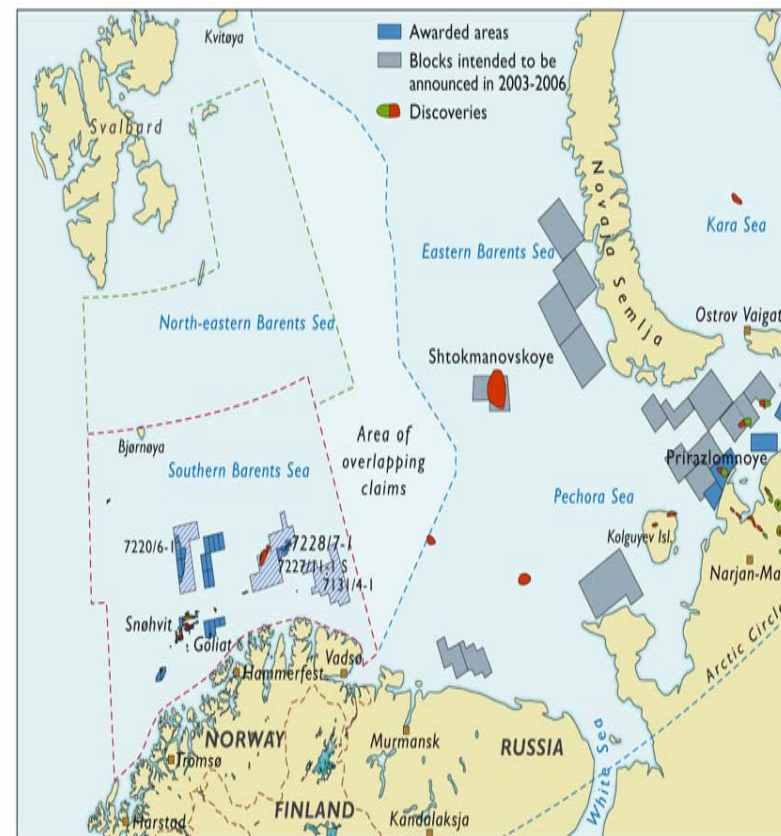 Kvitøya
Awarded areas
Blocks intended to be
announced in 2003-2006
Discoveries
Svalbard
Novaja Semlja
Kara Sea
Eastern Barents Sea
North-eastern Barents Sea
Ostrov Vaigat
Shtokmanovskoye
Area of
overlapping
claims
Bjørnøya
Southern Barents Sea
Prirazlomnoye
Pechora Sea
7220/6-1
7228/7-1
7227/11-1 S
7131/4-1
Kolguyev Isl.
Narjan-Ma
Snøhvit
Goliat
Vadsø
Hammerfest
Arctic Circle
NORWAY
Murmansk
RUSSIA
Tromsø
White Sea
FINLAND
Harstad
Kandalaksja